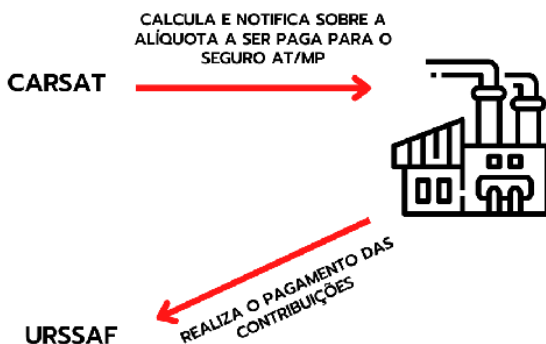 CALCULA E NOTIFICA SOBRE A
ALÍQUOTA A SER PAGA PARA O
SEGURO AT/MP
CARSAT
REALIZA O PAGAMENTO DAS
CONTRIBUIÇÕES
URSSAF